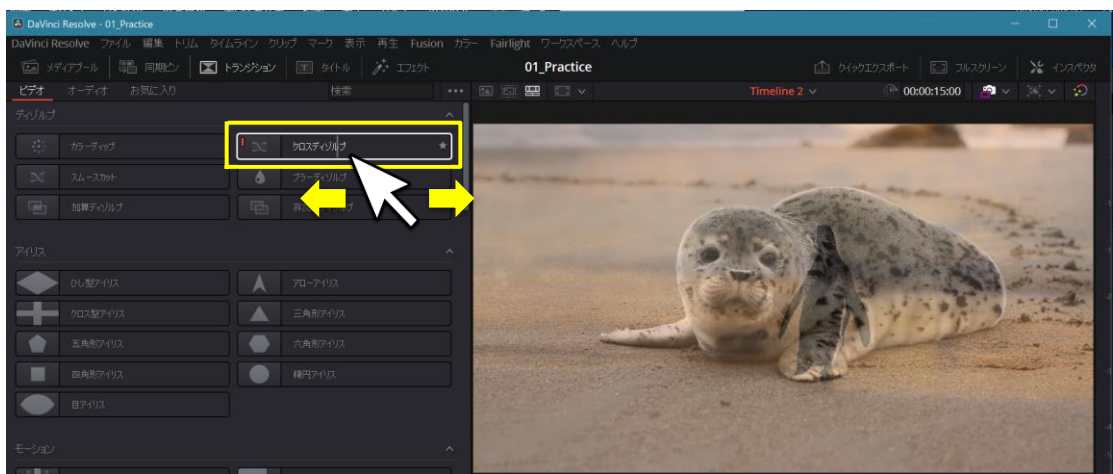 DaVinci Resolve - 01_Practice
DaVinci Resolve ファイル 編集 トリム タイムライン クリップ マーク 表示 再生 Fusion カラー Fairlight ワークスペース ヘルプ
メディアプール 同期ビン トランジション タイトル エフェクト 01_Practice クイックエクスポート フルスクリーン インスペクタ
ビデオ オーディオ お気に入り 検索 Timeline 2 00:00:15:00
ディゾルブ
カラーディップ クロスディゾルブ
スムースカット ブラーディゾルブ
加算ディゾルブ
アイリス
ひし型アイリス アローアイリス
クロス型アイリス 三角形アイリス
五角形アイリス 六角形アイリス
四角形アイリス 楕円アイリス
目アイリス
モーション